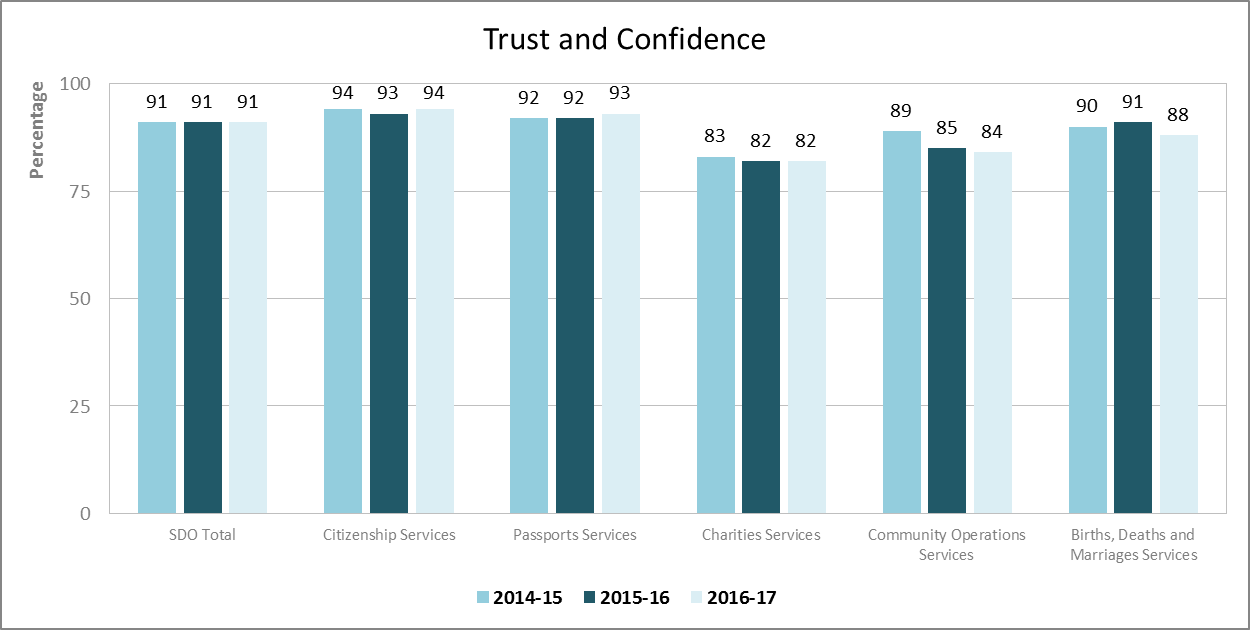 Trust and Confidence
Percentage
100
75
50
25
0
91 91 91
94 93 94
92 92 93
83 82 82
89 85 84
90 91 88
SDO Total
Citizenship Services
Passports Services
Charities Services
Community Operations
Services
Births, Deaths and
Marriages Services
2014-15 2015-16 2016-17